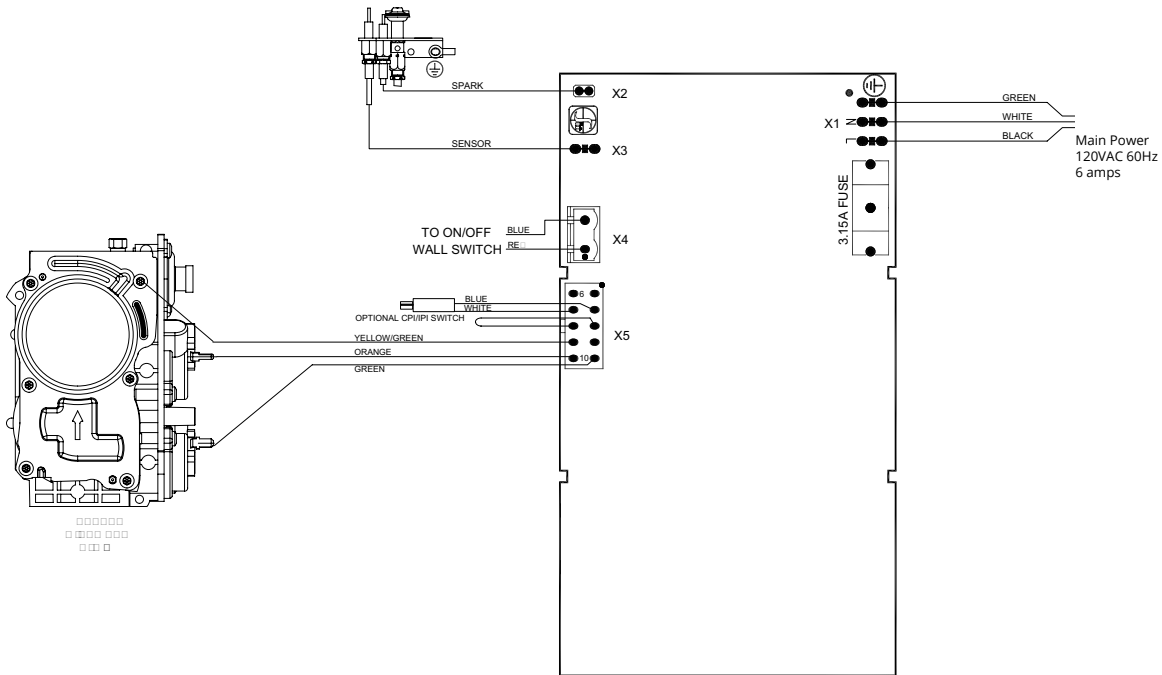 SPARK
X2
SENSOR
X3
GREEN
WHITE
BLACK
X1
N
L
Main Power
120VAC 60Hz
6 amps
3.15A FUSE
TO ON/OFF
WALL SWITCH
BLUE
X4
6
BLUE
WHITE
OPTIONAL CPI/IPI SWITCH
X5
YELLOW/GREEN
ORANGE
10
GREEN